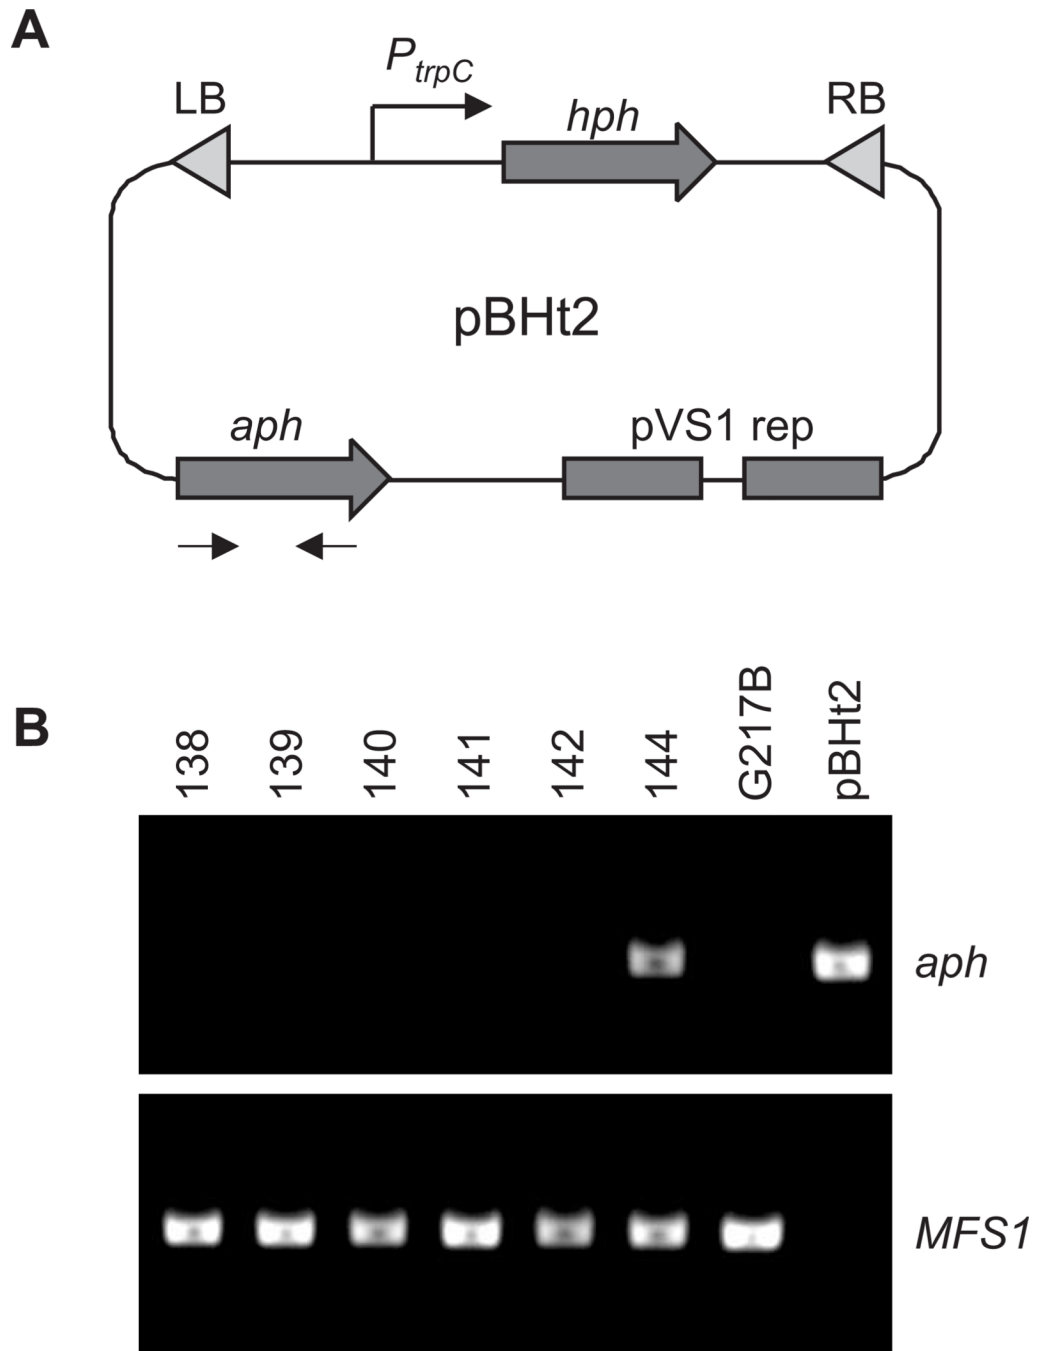 A
P trpC
LB
hph
RB
pBHt2
aph
pVS1 rep
B
138
139
140
141
142
144
G217B
pBHt2
aph
MFS1